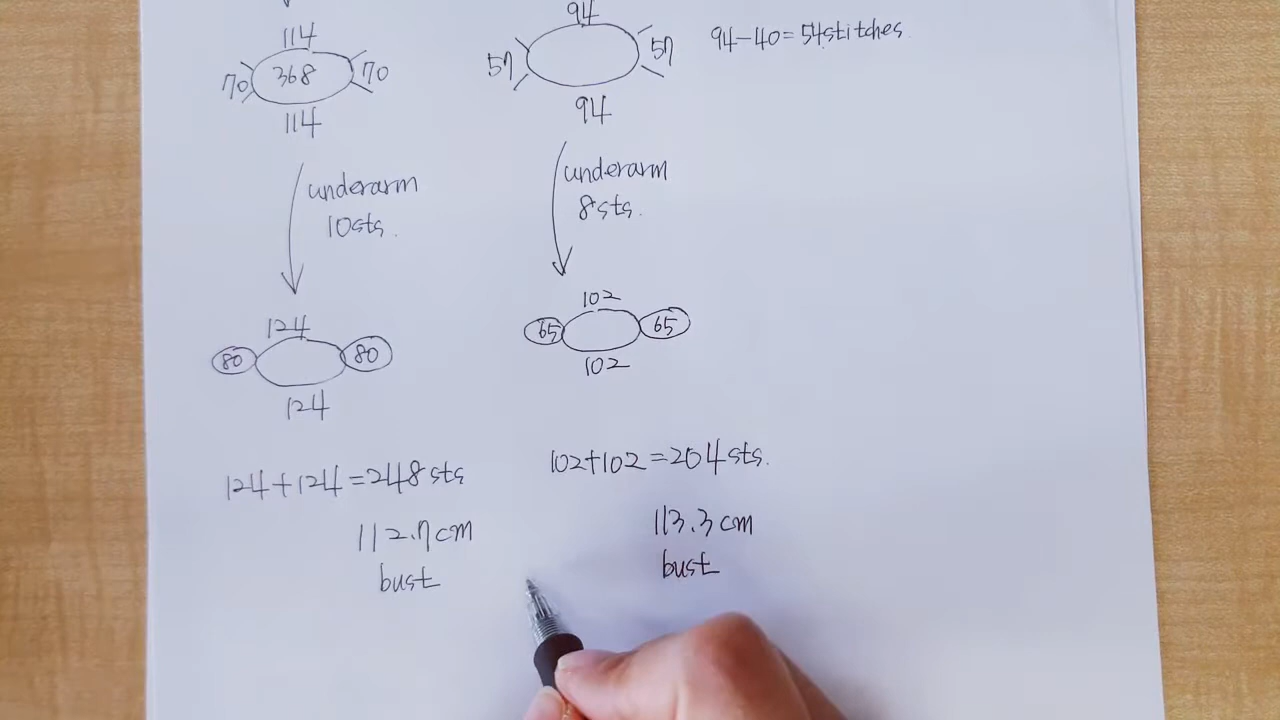 114
70 368 70
114
underarm
10sts.
124
80 80
124
124+124=248sts
112.7cm
bust
94
57 57
94
94-40=54stitches
underarm
8sts.
102
65 65
102
102+102=204sts.
113.3cm
bust